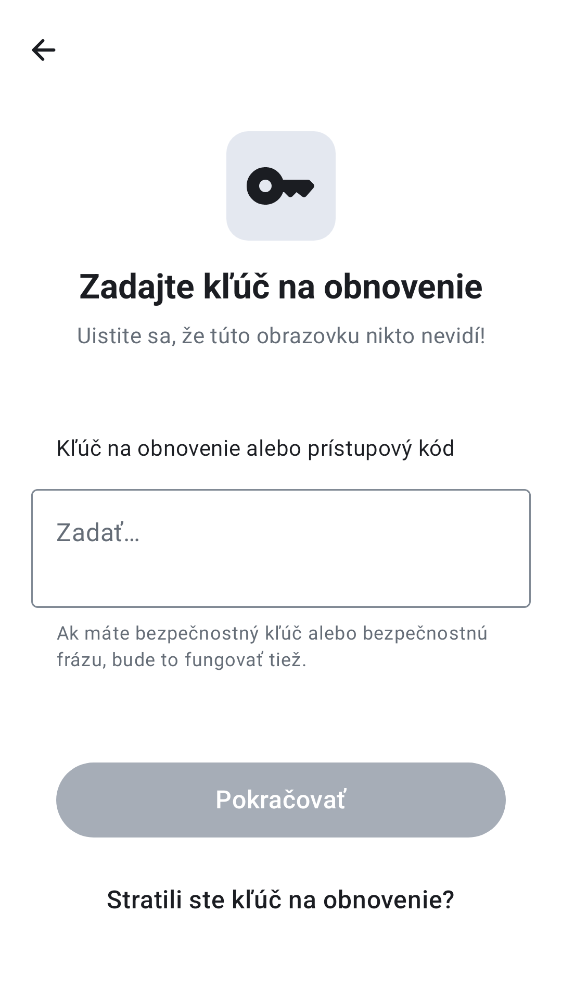 Zadajte kľúč na obnovenie
Uistite sa, že túto obrazovku nikto nevidí!
Kľúč na obnovenie alebo prístupový kód
Zadať…
Ak máte bezpečnostný kľúč alebo bezpečnostnú
frázu, bude to fungovať tiež.
Pokračovať
Stratili ste kľúč na obnovenie?